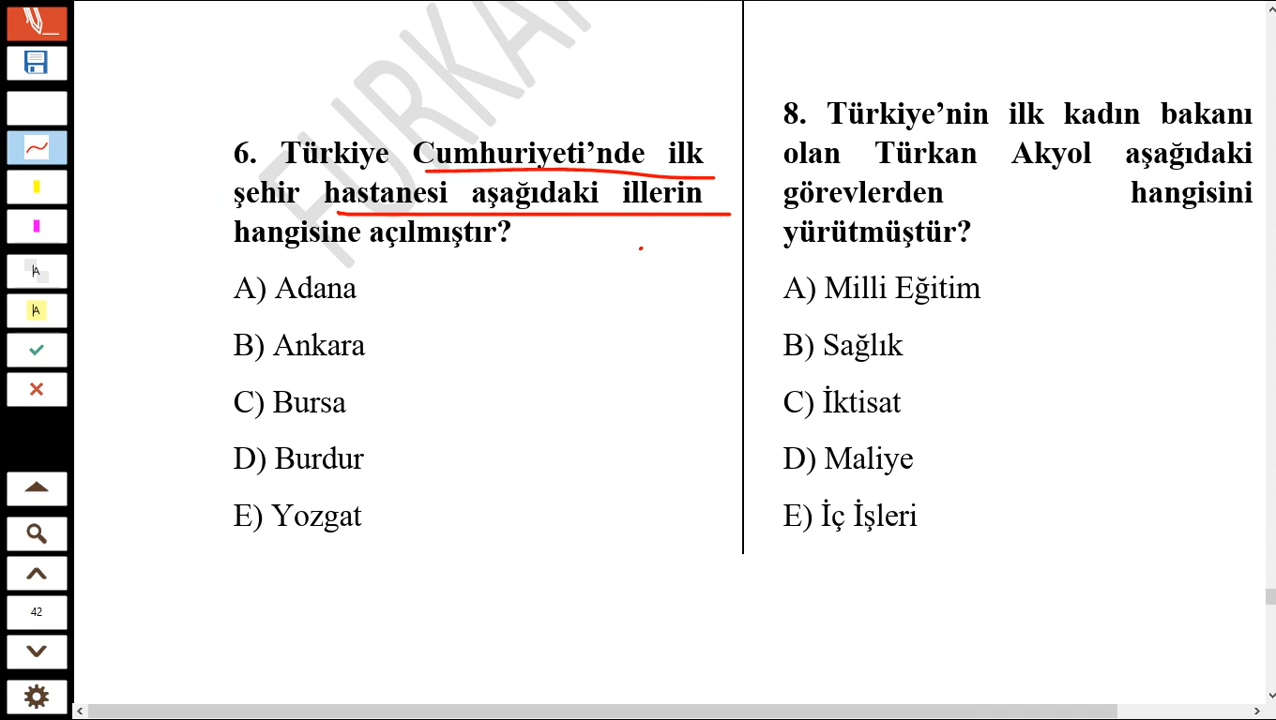 FURKAN
6. Türkiye Cumhuriyeti’nde ilk
şehir hastanesi aşağıdaki illerin
hangisine açılmıştır?
A) Adana
B) Ankara
C) Bursa
D) Burdur
E) Yozgat
8. Türkiye’nin ilk kadın bakanı
olan Türkan Akyol aşağıdaki
görevlerden hangisini
yürütmüştür?
A) Milli Eğitim
B) Sağlık
C) İktisat
D) Maliye
E) İç İşleri
A
A
42